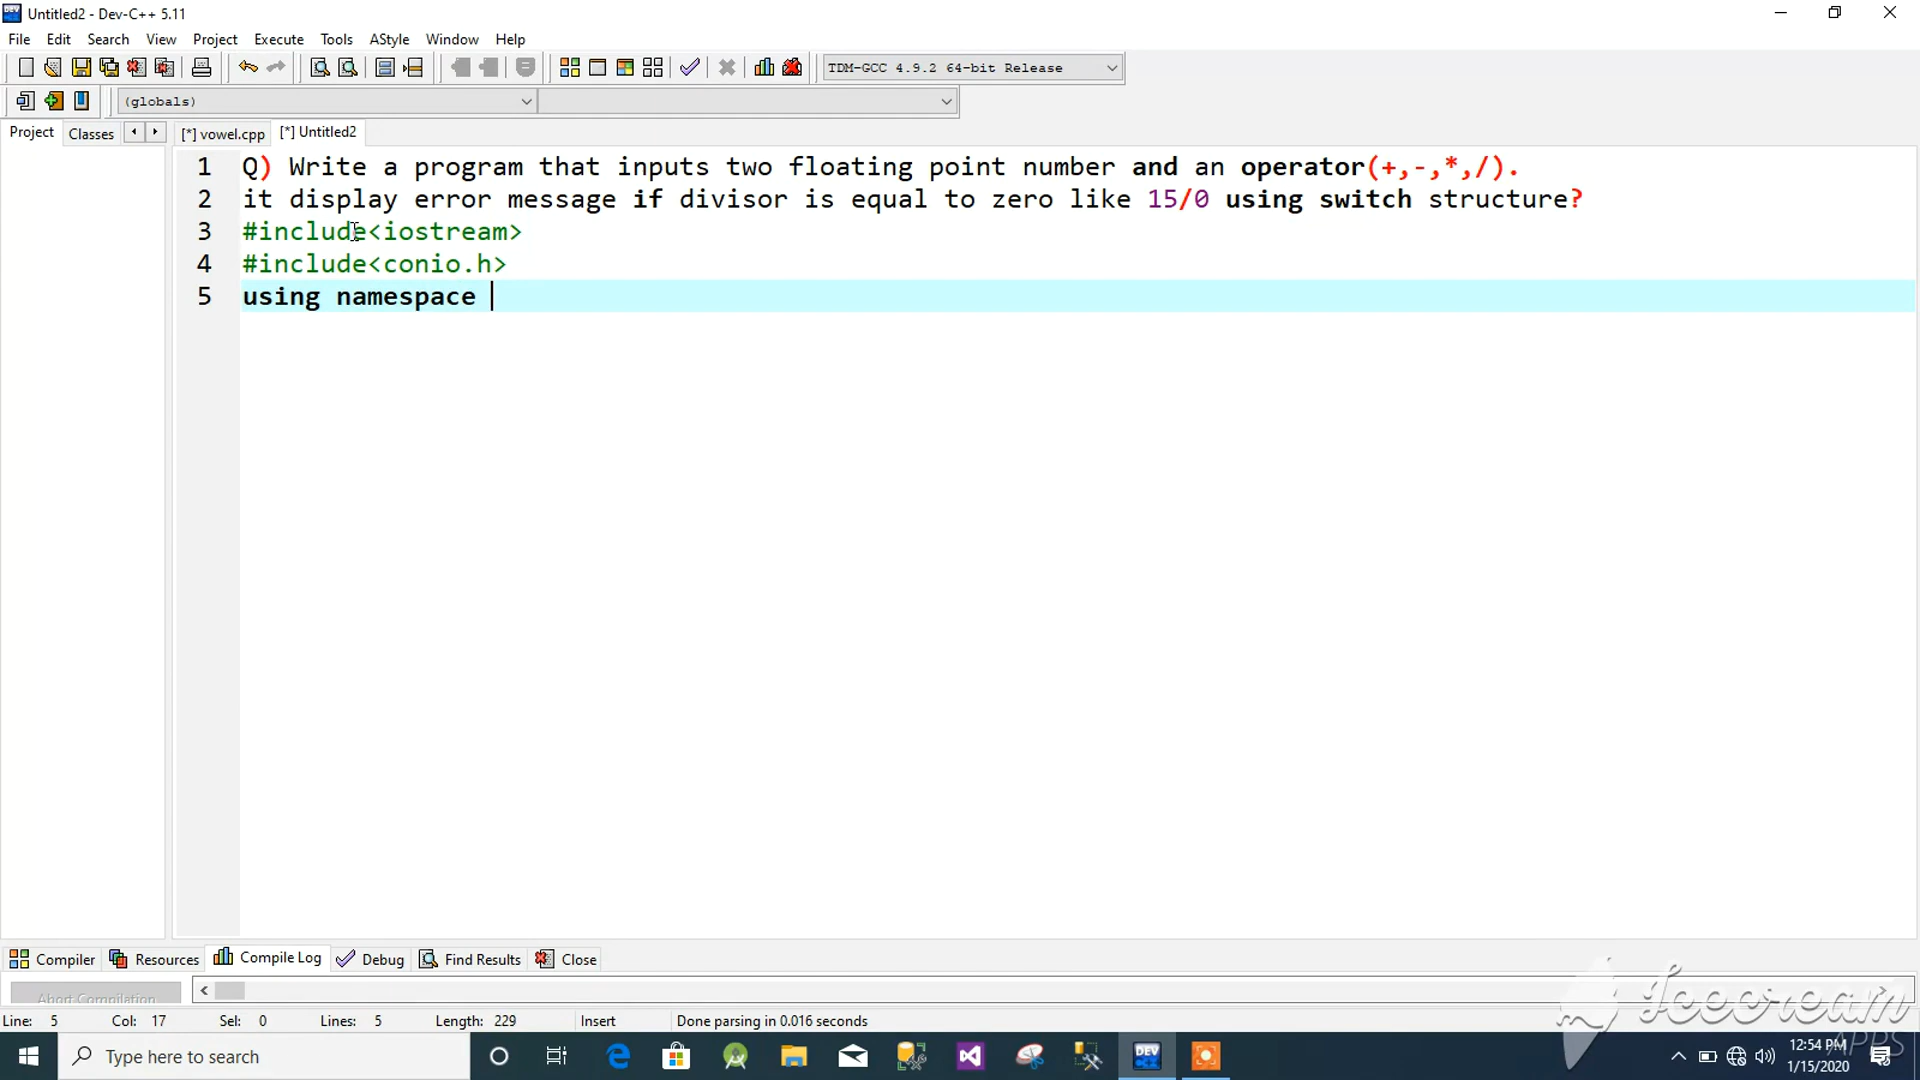 Untitled2 - Dev-C++ 5.11
File Edit Search View Project Execute Tools AStyle Window Help
TDM-GCC 4.9.2 64-bit Release
(globals)
Project Classes [*] vowel.cpp [*] Untitled2
1 Q) Write a program that inputs two floating point number and an operator(+,-,*,/).
2 it display error message if divisor is equal to zero like 15/0 using switch structure?
3 #include<iostream>
4 #include<conio.h>
5 using namespace
Compiler Resources Compile Log Debug Find Results Close
Abort Compilation
Line: 5 Col: 17 Sel: 0 Lines: 5 Length: 229 Insert Done parsing in 0.016 seconds
Icecream
APPS
Type here to search
DEV
12:54 PM
1/15/2020